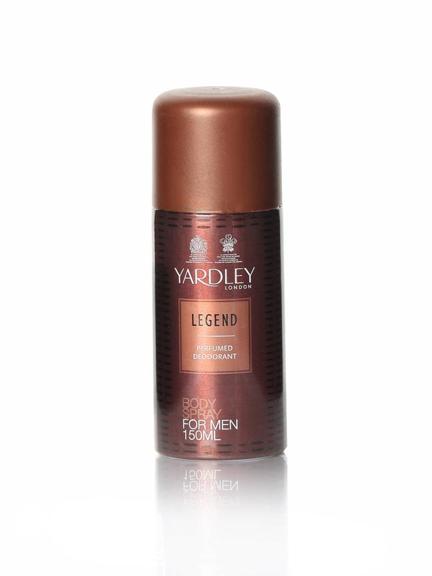 YARDLEY
LONDON
LEGEND
PERFUMED
DEODORANT
BODY
SPRAY
FOR MEN
150ML